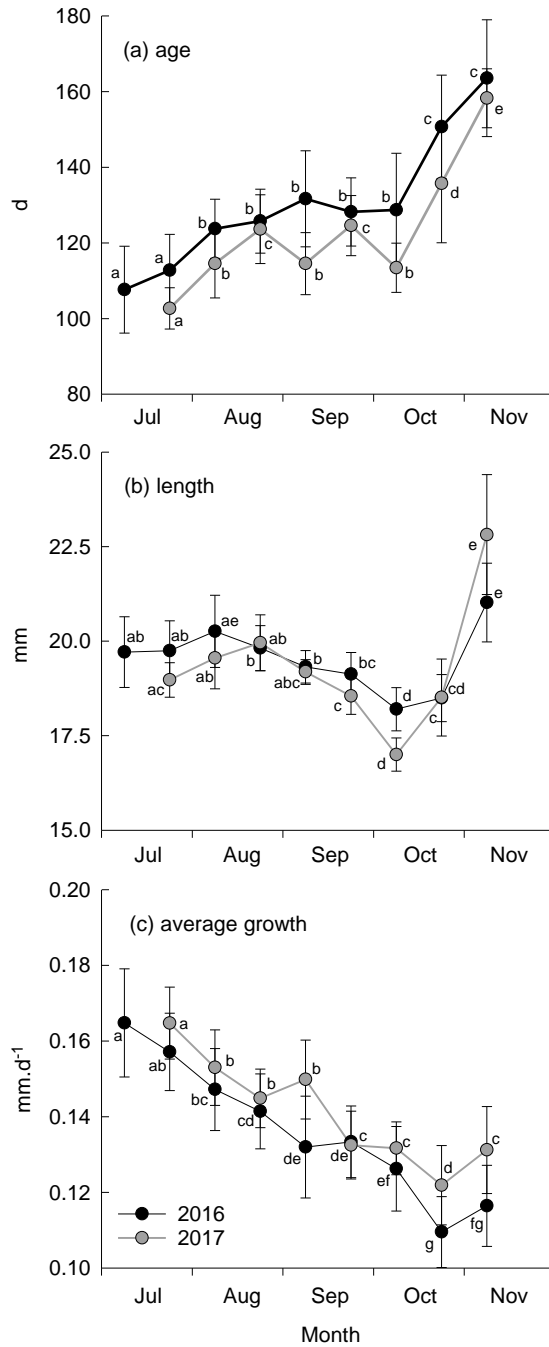 (a) age
180
160
140
120
100
80
d
a
a
b
b
b
b
b
c
c
a
b
c
b
c
b
d
e
Jul Aug Sep Oct Nov
(b) length
25.0
22.5
20.0
17.5
15.0
mm
ab
ab
ae
b
b
bc
d
cd
e
ac
ab
ab
abc
c
d
c
e
Jul Aug Sep Oct Nov
(c) average growth
0.20
0.18
0.16
0.14
0.12
0.10
mm.d-1
a
ab
bc
cd
de
de
ef
g
fg
a
b
b
b
c
c
d
c
2016
2017
Jul Aug Sep Oct Nov
Month